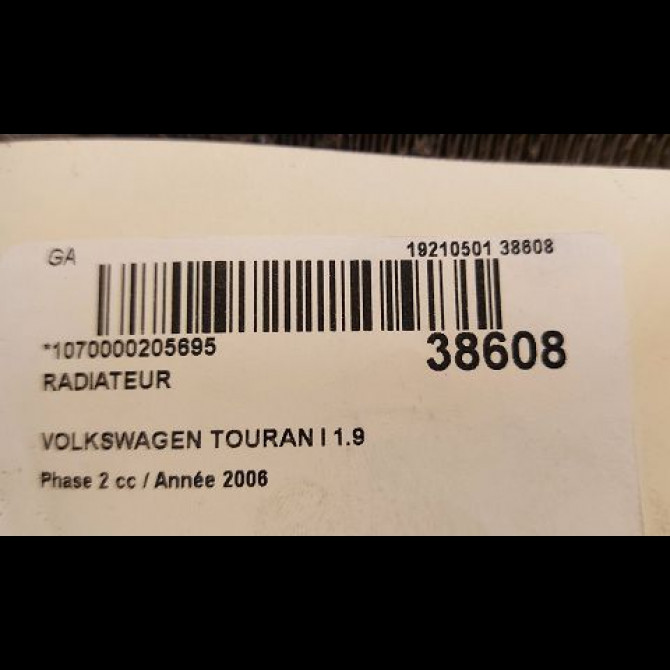 GA 19210501 38608
*1070000205695 38608
RADIATEUR
VOLKSWAGEN TOURAN I 1.9
Phase 2 cc / Année 2006